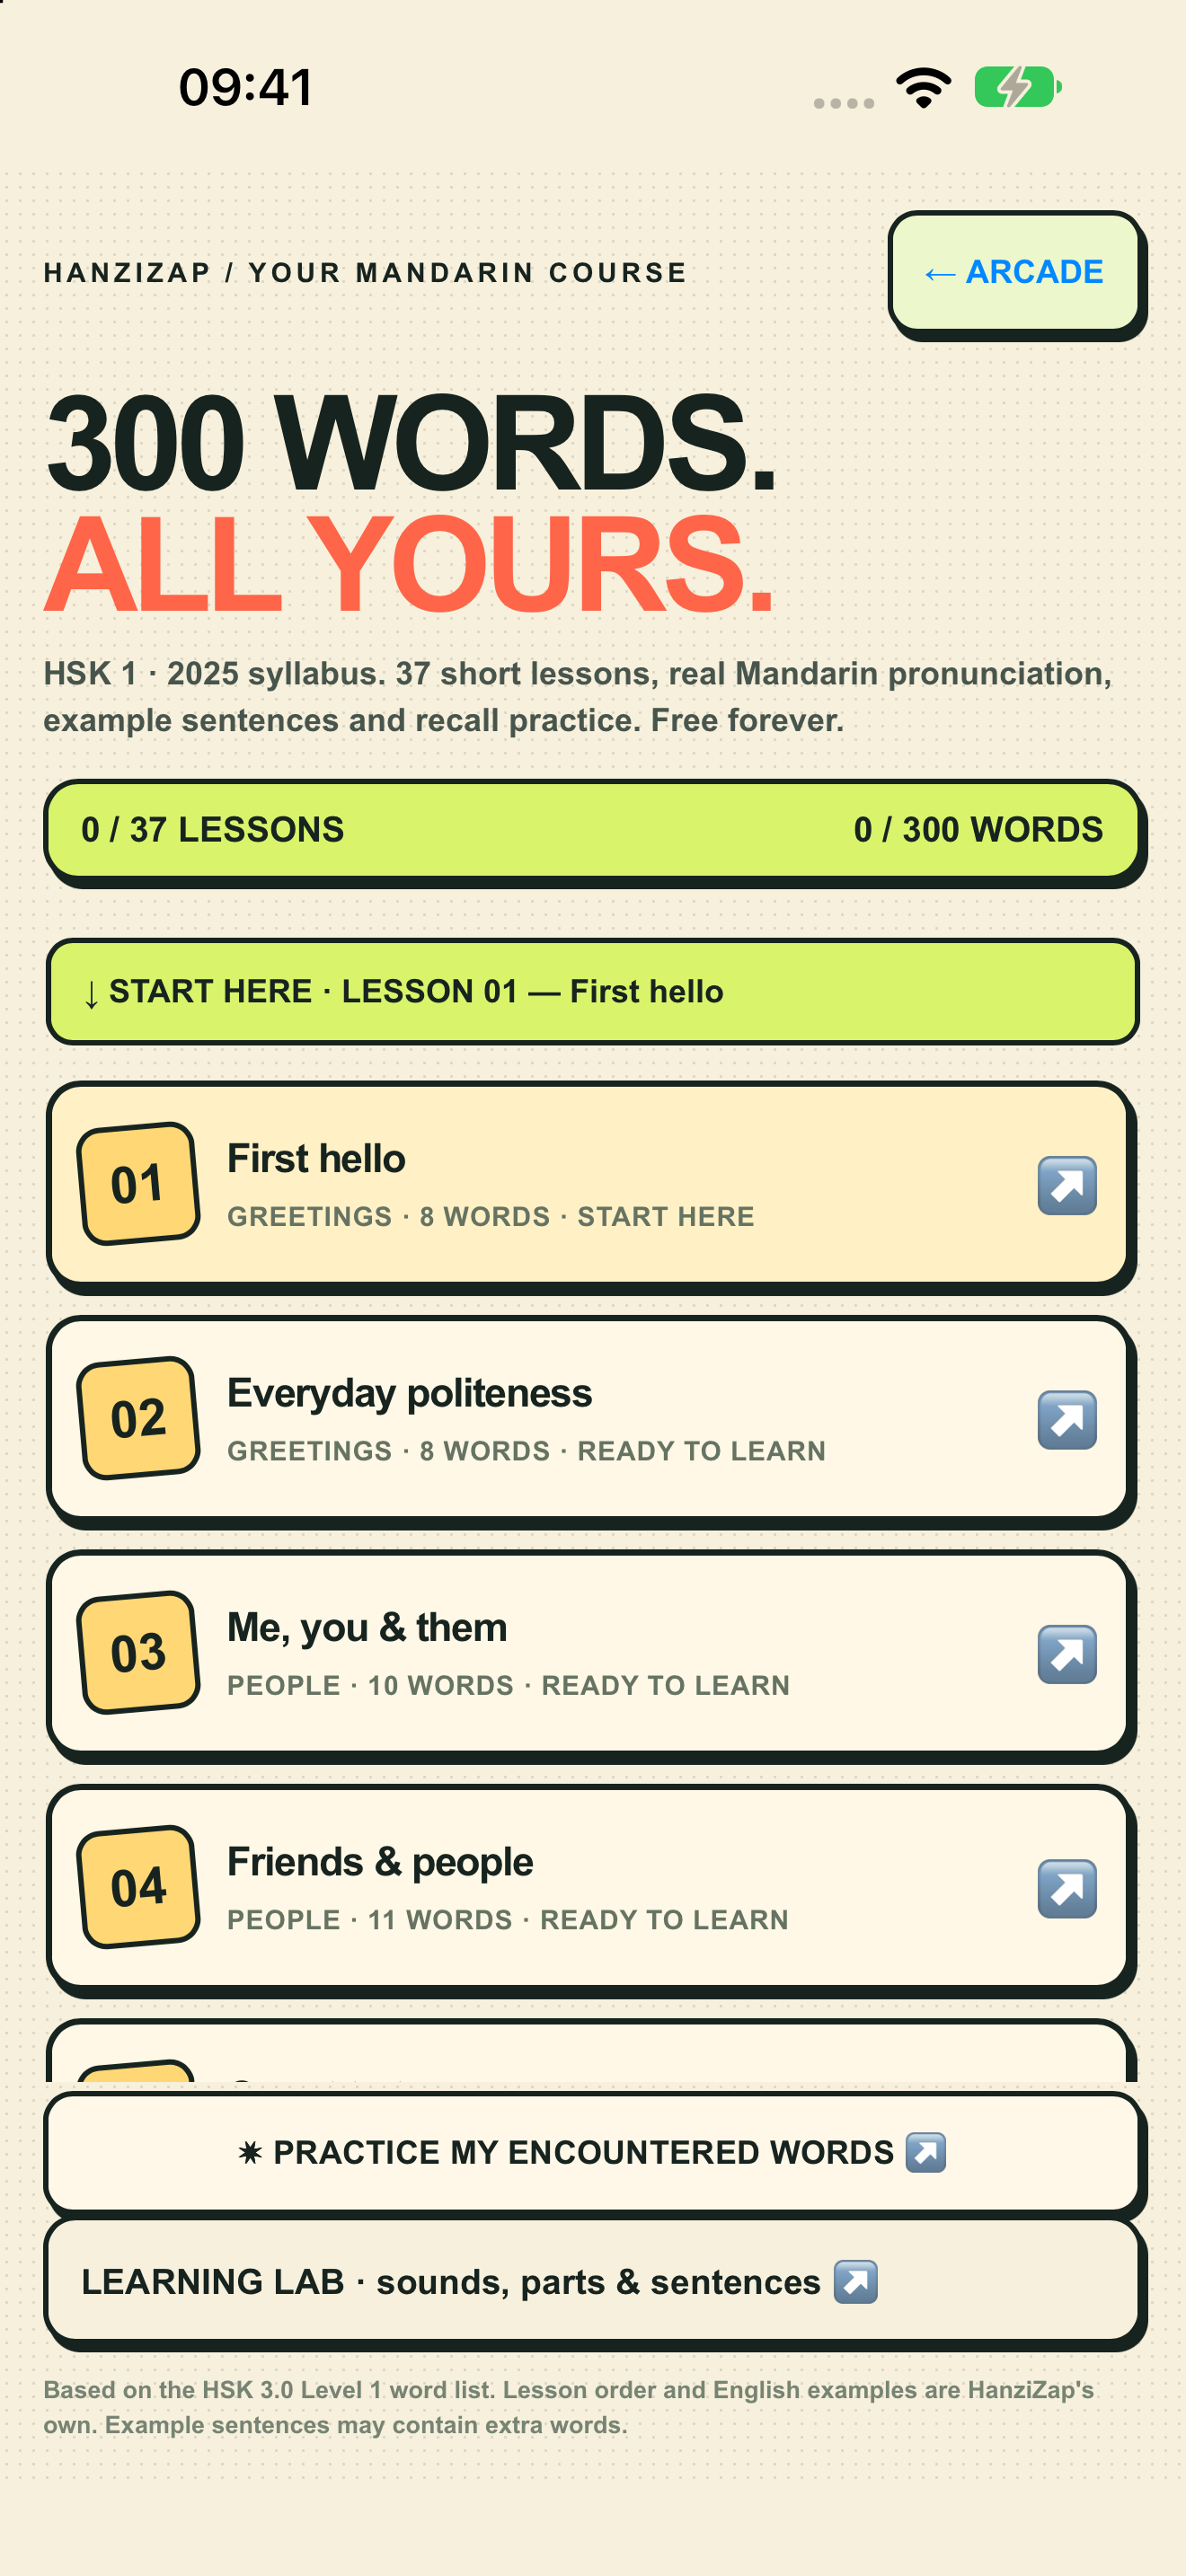 09:41
HANZIZAP / YOUR MANDARIN COURSE
← ARCADE
300 WORDS.
ALL YOURS.
HSK 1 · 2025 syllabus. 37 short lessons, real Mandarin pronunciation,
example sentences and recall practice. Free forever.
0 / 37 LESSONS
0 / 300 WORDS
↓ START HERE · LESSON 01 — First hello
01
First hello
GREETINGS · 8 WORDS · START HERE
↗
02
Everyday politeness
GREETINGS · 8 WORDS · READY TO LEARN
↗
03
Me, you & them
PEOPLE · 10 WORDS · READY TO LEARN
↗
04
Friends & people
PEOPLE · 11 WORDS · READY TO LEARN
↗
✷ PRACTICE MY ENCOUNTERED WORDS ↗
LEARNING LAB · sounds, parts & sentences ↗
Based on the HSK 3.0 Level 1 word list. Lesson order and English examples are HanziZap's
own. Example sentences may contain extra words.